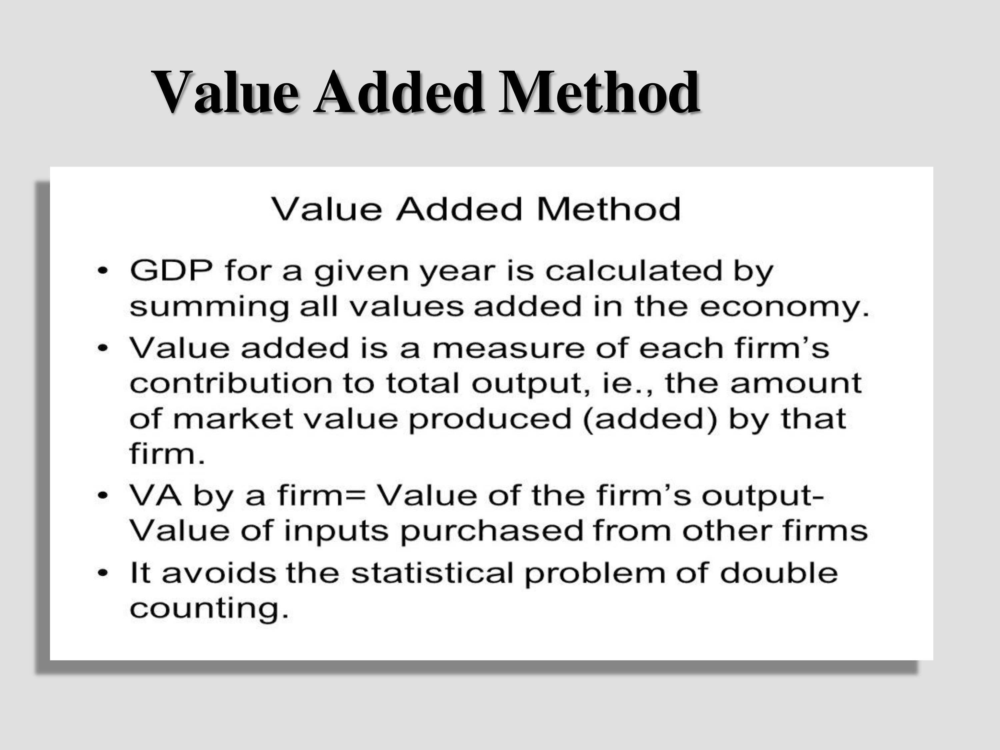 Value Added Method
Value Added Method
• GDP for a given year is calculated by
summing all values added in the economy.
• Value added is a measure of each firm’s
contribution to total output, ie., the amount
of market value produced (added) by that
firm.
• VA by a firm= Value of the firm’s output-
Value of inputs purchased from other firms
• It avoids the statistical problem of double
counting.